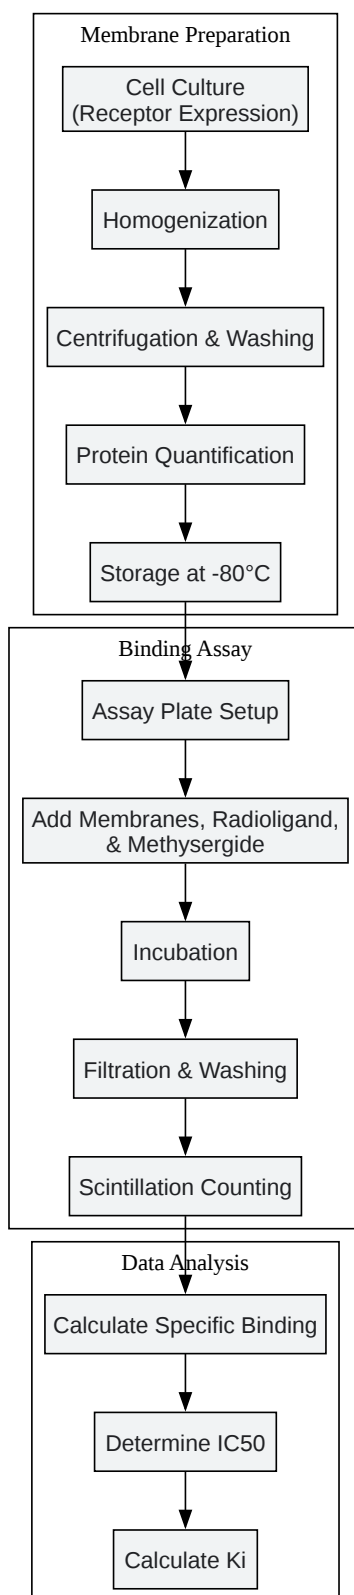 Membrane Preparation
Cell Culture
(Receptor Expression)
Homogenization
Centrifugation & Washing
Protein Quantification
Storage at -80°C
Binding Assay
Assay Plate Setup
Add Membranes, Radioligand,
& Methysergide
Incubation
Filtration & Washing
Scintillation Counting
Data Analysis
Calculate Specific Binding
Determine IC50
Calculate Ki